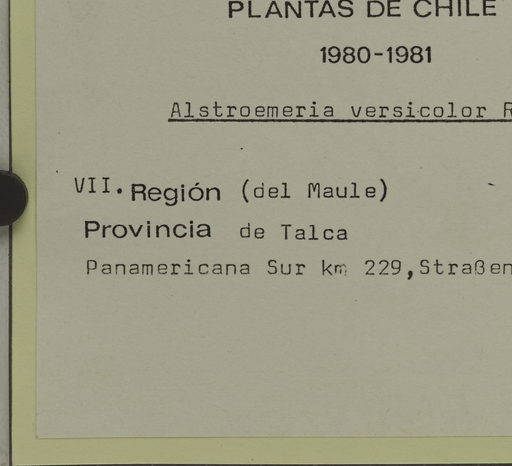 PLANTAS DE CHILE
1980-1981
Alstroemeria versicolor R
VII. Región (del Maule)
Provincia de Talca
Panamericana Sur km 229,Straßen